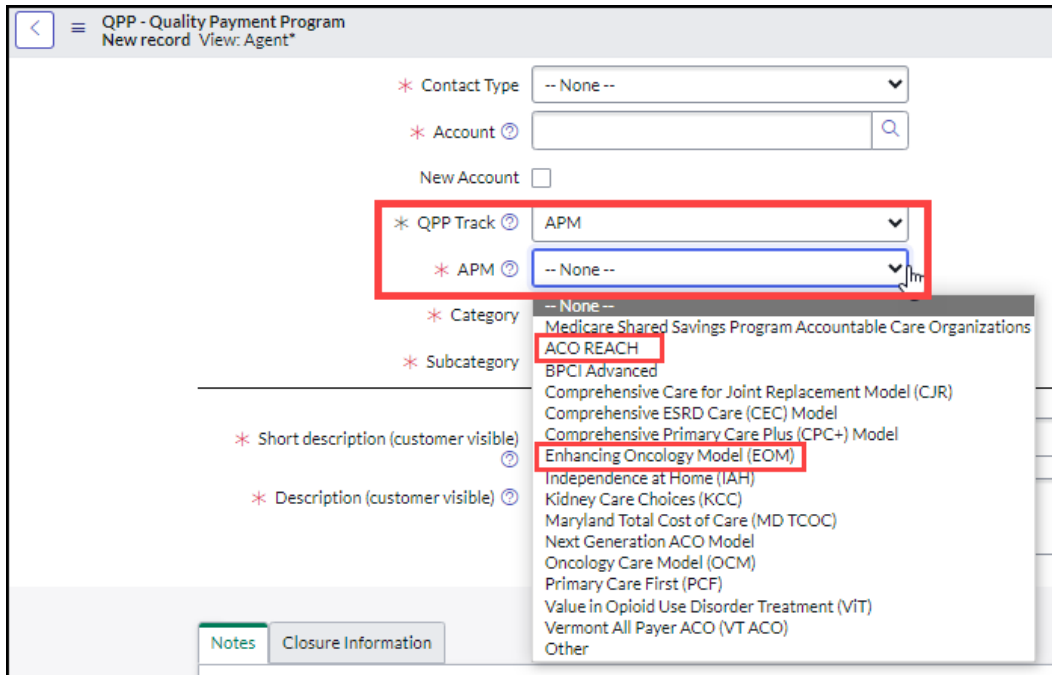 QPP - Quality Payment Program
New record View: Agent*
* Contact Type -- None --
* Account
New Account
* QPP Track APM
* APM -- None --
* Category
* Subcategory
-- None --
Medicare Shared Savings Program Accountable Care Organizations
ACO REACH
BPCI Advanced
Comprehensive Care for Joint Replacement Model (CJR)
Comprehensive ESRD Care (CEC) Model
Comprehensive Primary Care Plus (CPC+) Model
Enhancing Oncology Model (EOM)
Independence at Home (IAH)
Kidney Care Choices (KCC)
Maryland Total Cost of Care (MD TCOC)
Next Generation ACO Model
Oncology Care Model (OCM)
Primary Care First (PCF)
Value in Opioid Use Disorder Treatment (ViT)
Vermont All Payer ACO (VT ACO)
Other
* Short description (customer visible)
* Description (customer visible)
Notes
Closure Information